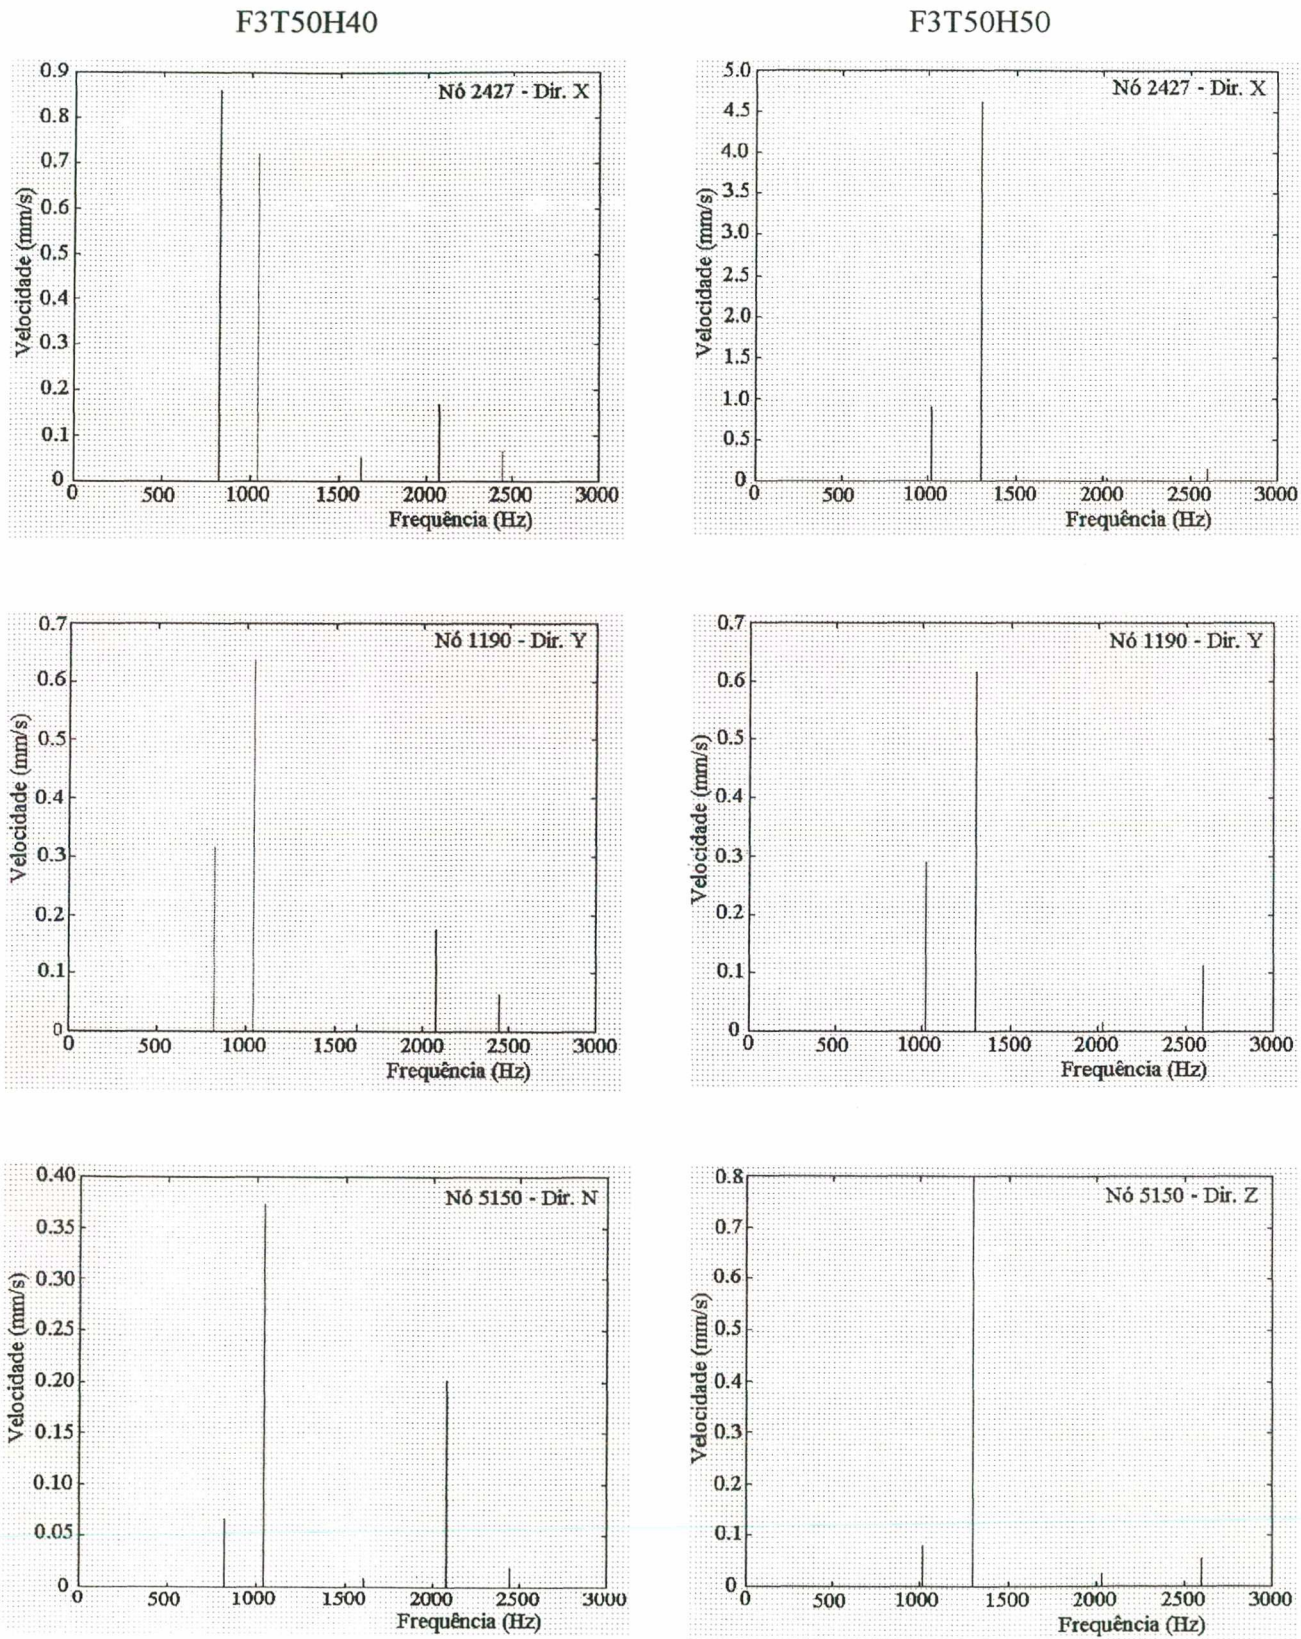 F3T50H40
F3T50H50
Nó 2427 - Dir. X
Velocidade (mm/s)
0.9
0.8
0.7
0.6
0.5
0.4
0.3
0.2
0.1
0
0 500 1000 1500 2000 2500 3000
Frequência (Hz)
Nó 2427 - Dir. X
Velocidade (mm/s)
5.0
4.5
4.0
3.5
3.0
2.5
2.0
1.5
1.0
0.5
0
0 500 1000 1500 2000 2500 3000
Frequência (Hz)
Nó 1190 - Dir. Y
Velocidade (mm/s)
0.7
0.6
0.5
0.4
0.3
0.2
0.1
0
0 500 1000 1500 2000 2500 3000
Frequência (Hz)
Nó 1190 - Dir. Y
Velocidade (mm/s)
0.7
0.6
0.5
0.4
0.3
0.2
0.1
0
0 500 1000 1500 2000 2500 3000
Frequência (Hz)
Nó 5150 - Dir. N
Velocidade (mm/s)
0.40
0.35
0.30
0.25
0.20
0.15
0.10
0.05
0
0 500 1000 1500 2000 2500 3000
Frequência (Hz)
Nó 5150 - Dir. Z
Velocidade (mm/s)
0.8
0.7
0.6
0.5
0.4
0.3
0.2
0.1
0
0 500 1000 1500 2000 2500 3000
Frequência (Hz)